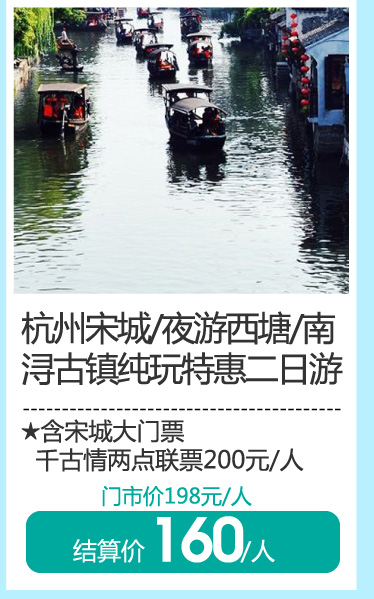 杭州宋城/夜游西塘/南
浔古镇纯玩特惠二日游
★含宋城大门票
千古情两点联票200元/人
门市价198元/人
结算价 160/人